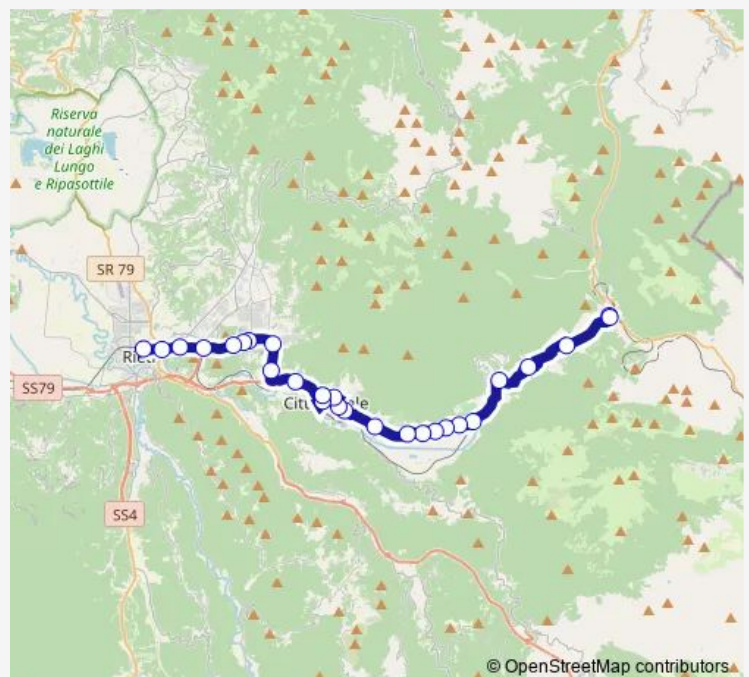 Riserva
naturale
dei Laghi
Lungo
e Ripasottile
SR 79
SS79
SS4
© OpenStreetMap contributors